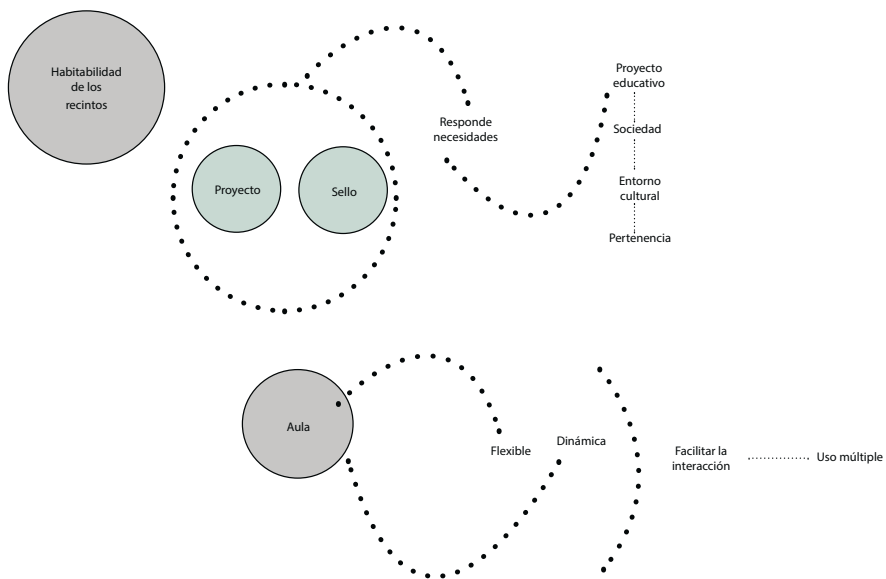 Habitabilidad
de los
recintos
Proyecto
Sello
Responde
necesidades
Proyecto
educativo
Sociedad
Entorno
cultural
Pertenencia
Aula
Flexible
Dinámica
Facilitar la
interacción
Uso múltiple